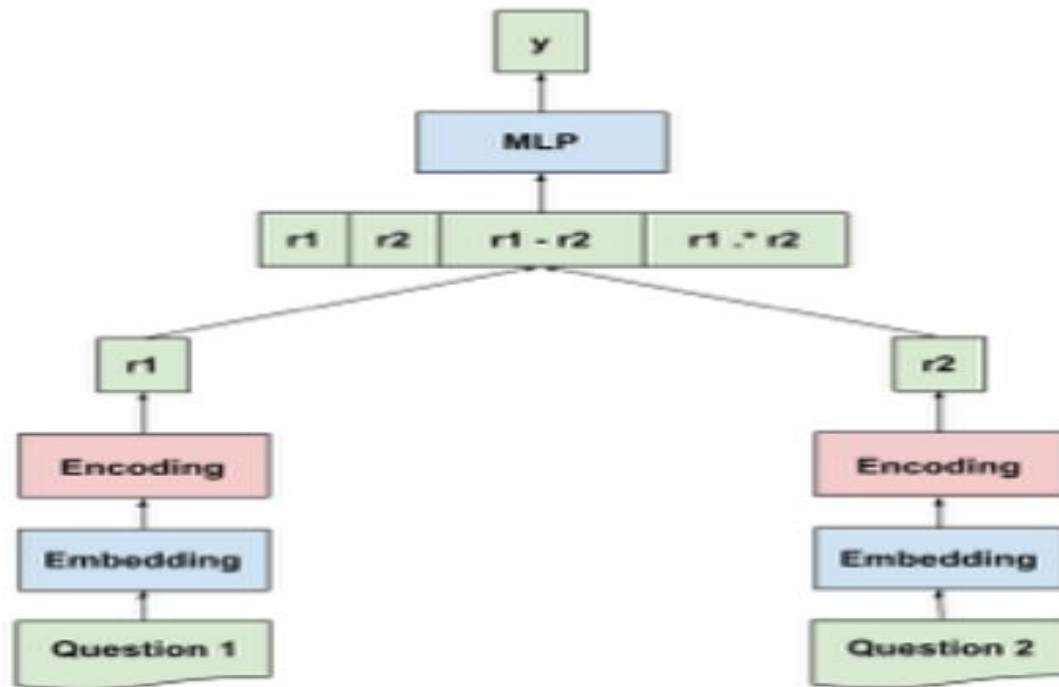 y
MLP
r1 r2 r1 - r2 r1 .* r2
r1 r2
Encoding Encoding
Embedding Embedding
Question 1 Question 2